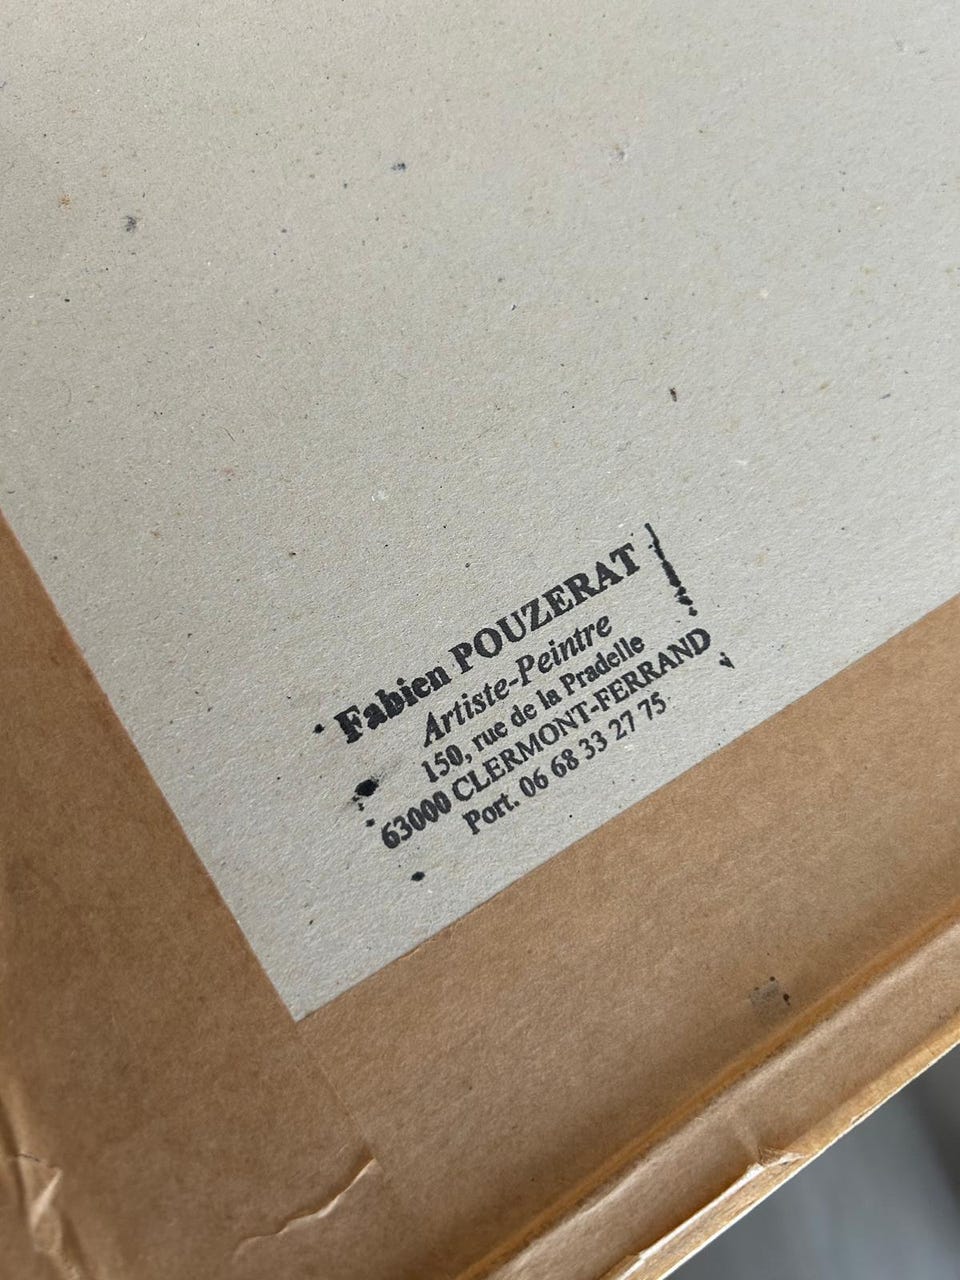 Fabien POUZERAT
Artiste-Peintre
150, rue de la Pradelle
63000 CLERMONT-FERRAND
Port. 06 68 33 27 75